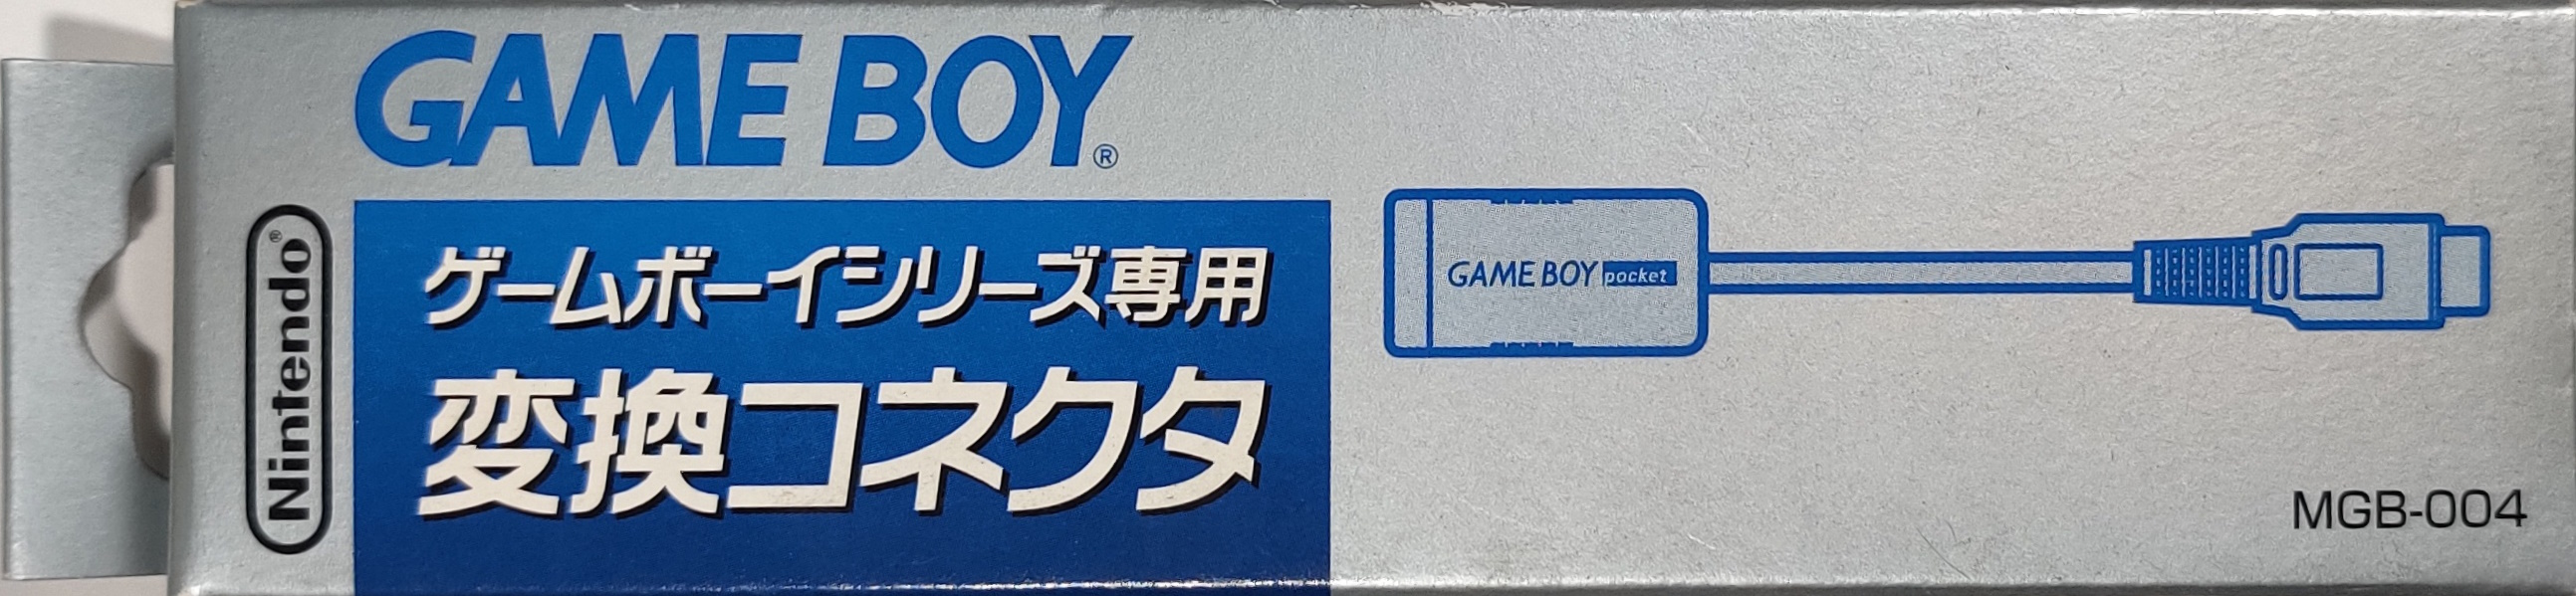 GAME BOY®
Nintendo®
ゲームボーイシリーズ専用
変換コネクタ
GAME BOY pocket
MGB-004